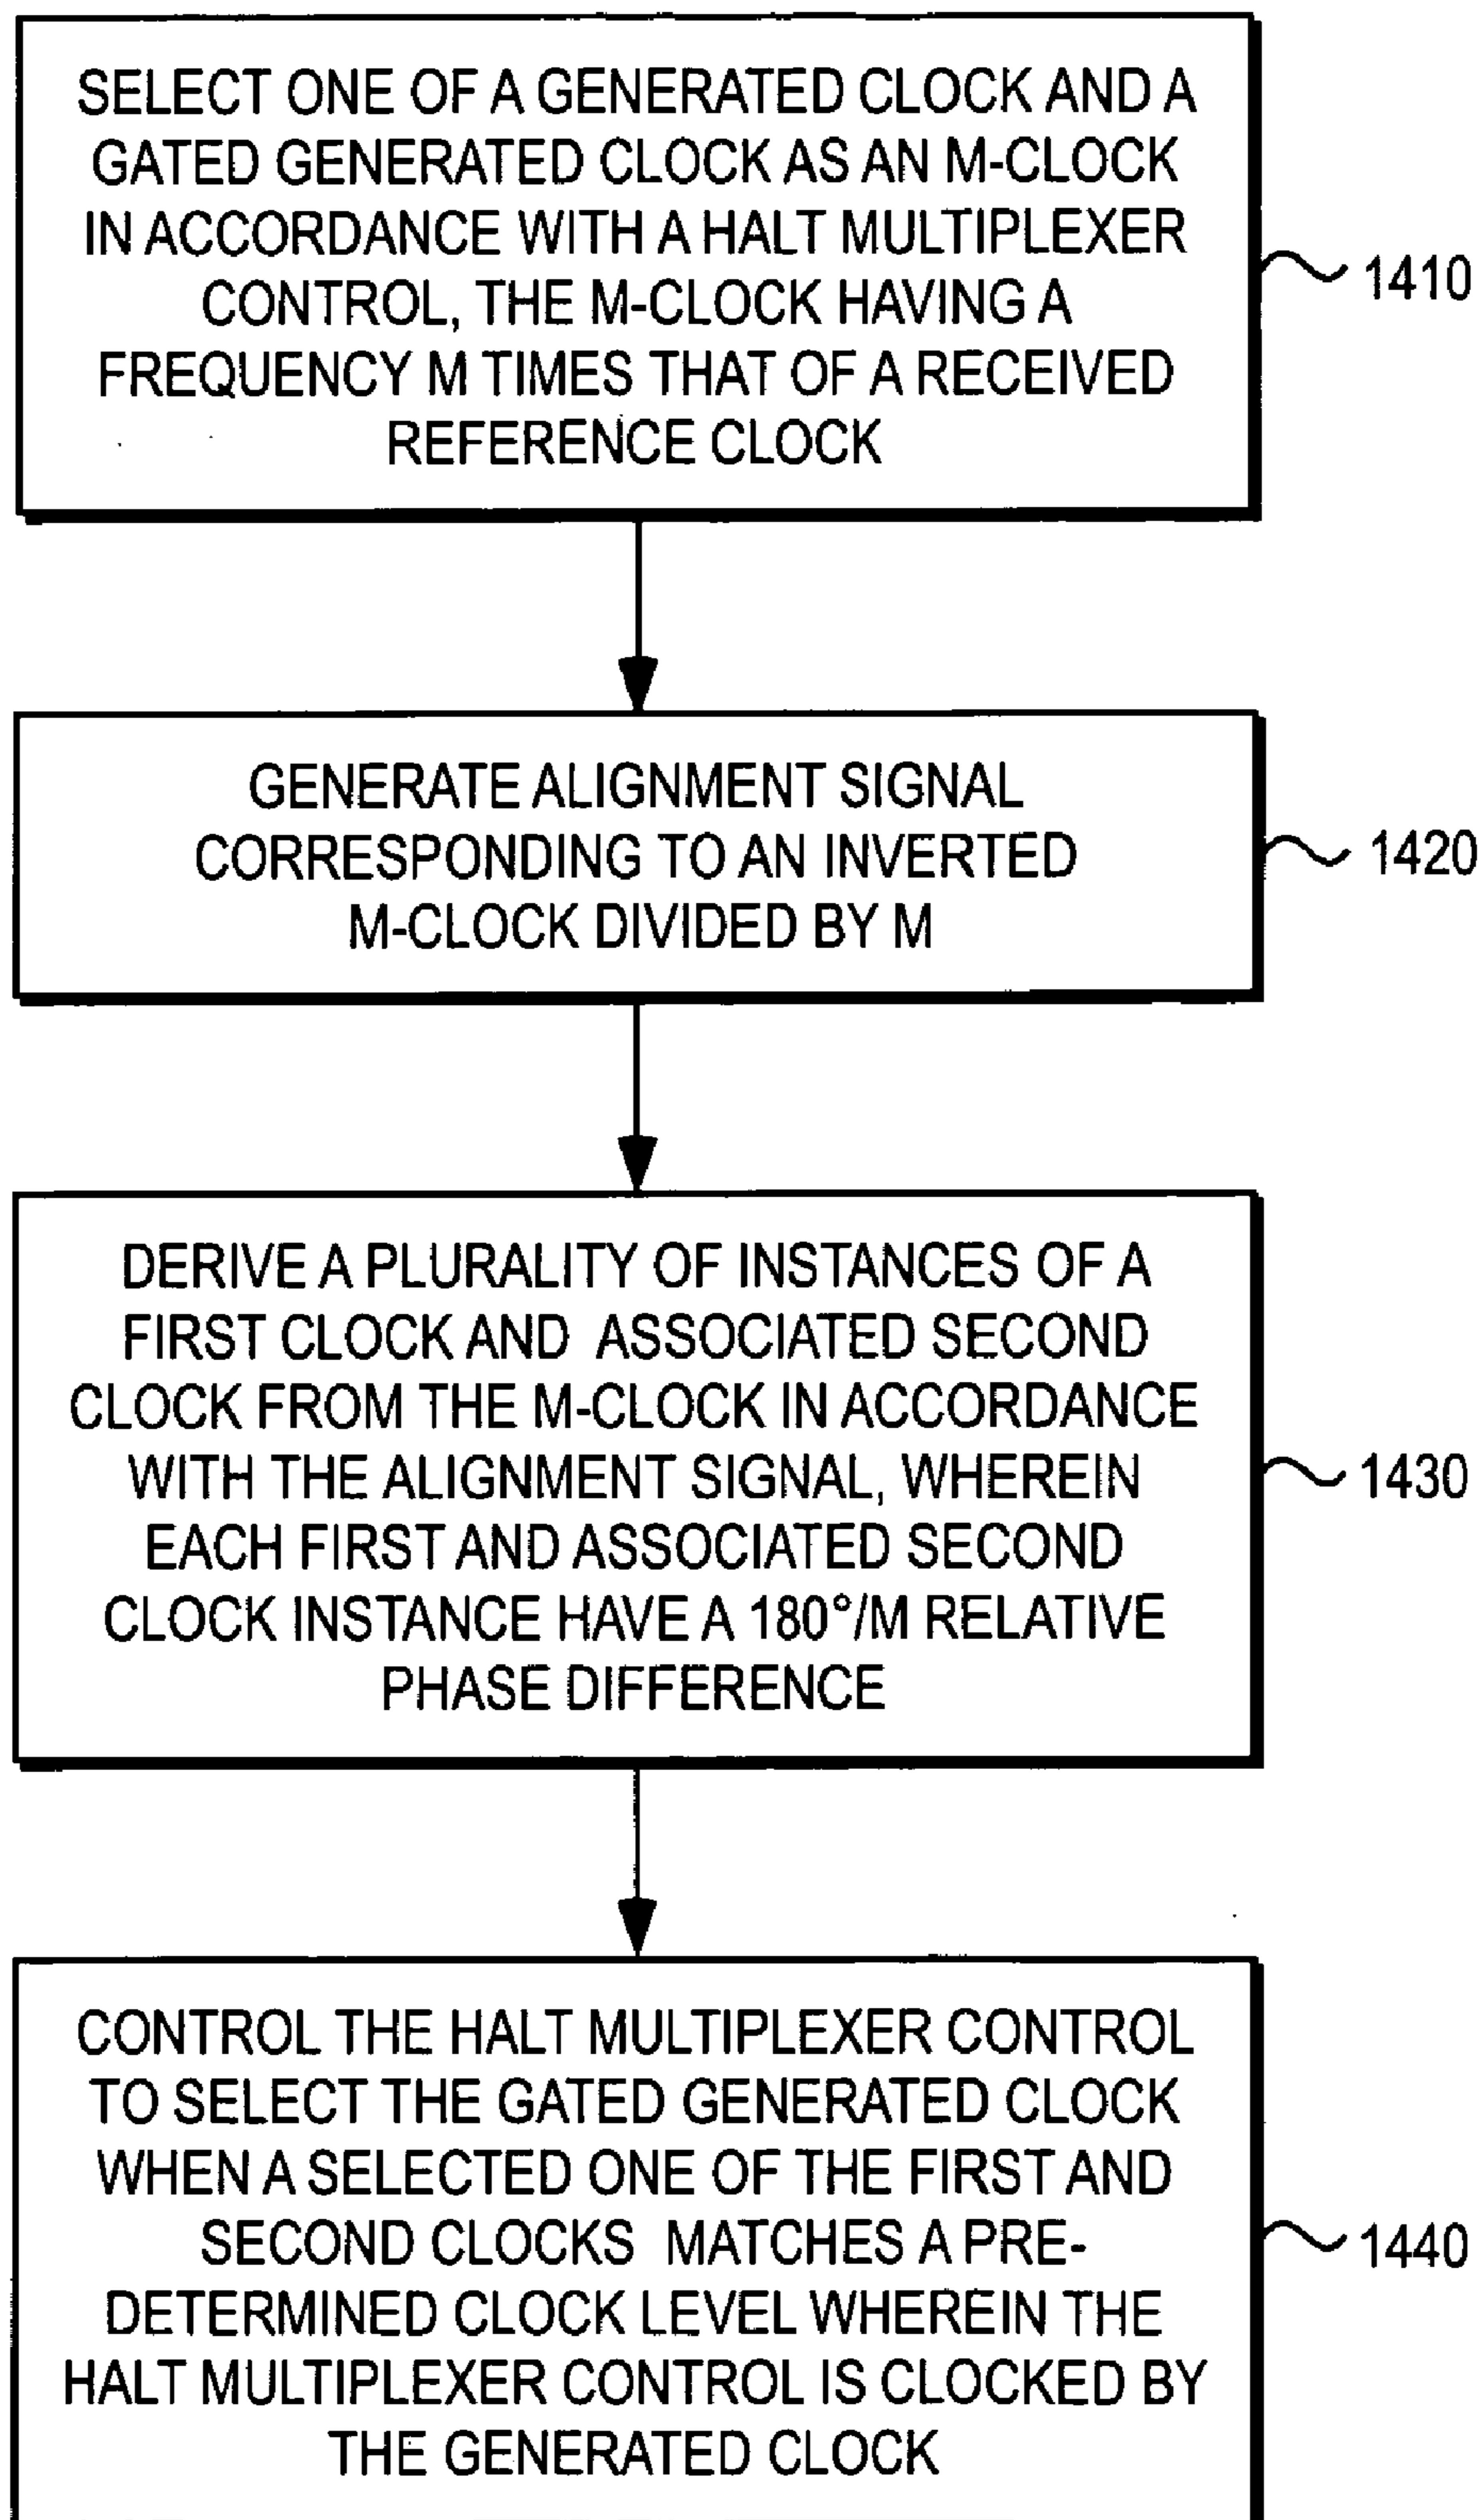 SELECT ONE OF A GENERATED CLOCK AND A
GATED GENERATED CLOCK AS AN M-CLOCK
IN ACCORDANCE WITH A HALT MULTIPLEXER
CONTROL, THE M-CLOCK HAVING A
FREQUENCY M TIMES THAT OF A RECEIVED
REFERENCE CLOCK
1410
GENERATE ALIGNMENT SIGNAL
CORRESPONDING TO AN INVERTED
M-CLOCK DIVIDED BY M
1420
DERIVE A PLURALITY OF INSTANCES OF A
FIRST CLOCK AND ASSOCIATED SECOND
CLOCK FROM THE M-CLOCK IN ACCORDANCE
WITH THE ALIGNMENT SIGNAL, WHEREIN
EACH FIRST AND ASSOCIATED SECOND
CLOCK INSTANCE HAVE A 180°/M RELATIVE
PHASE DIFFERENCE
1430
CONTROL THE HALT MULTIPLEXER CONTROL
TO SELECT THE GATED GENERATED CLOCK
WHEN A SELECTED ONE OF THE FIRST AND
SECOND CLOCKS MATCHES A PRE-
DETERMINED CLOCK LEVEL WHEREIN THE
HALT MULTIPLEXER CONTROL IS CLOCKED BY
THE GENERATED CLOCK
1440